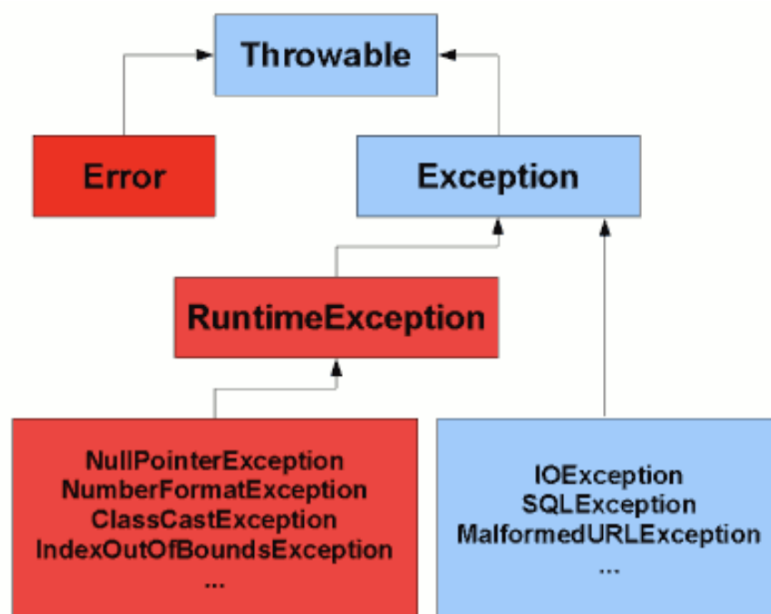 Throwable
Error
Exception
RuntimeException
NullPointerException
NumberFormatException
ClassCastException
IndexOutOfBoundsException
...
IOException
SQLException
MalformedURLException
...